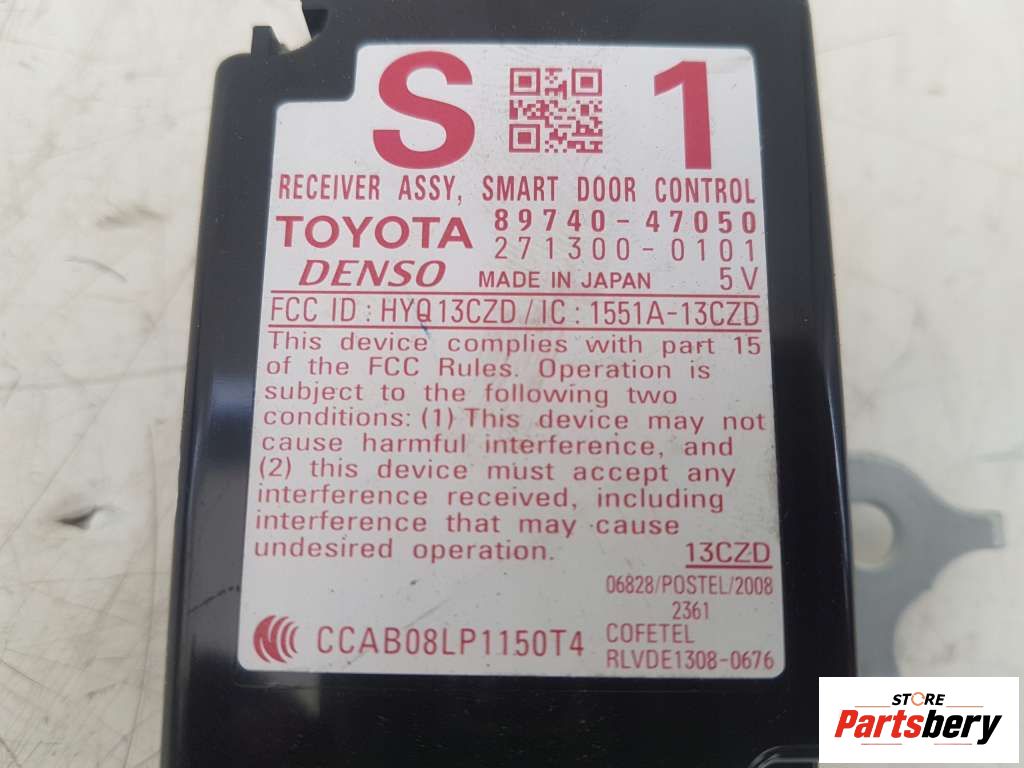 S 1
RECEIVER ASSY, SMART DOOR CONTROL
TOYOTA 89740-47050
271300-0101
DENSO MADE IN JAPAN 5V
FCC ID : HYQ13CZD / IC : 1551A-13CZD
This device complies with part 15
of the FCC Rules. Operation is
subject to the following two
conditions: (1) This device may not
cause harmful interference, and
(2) this device must accept any
interference received, including
interference that may cause
undesired operation. 13CZD
06828/POSTEL/2008
2361
CCAB08LP1150T4 COFETEL
RLVDE1308-0676
STORE
Partsbery